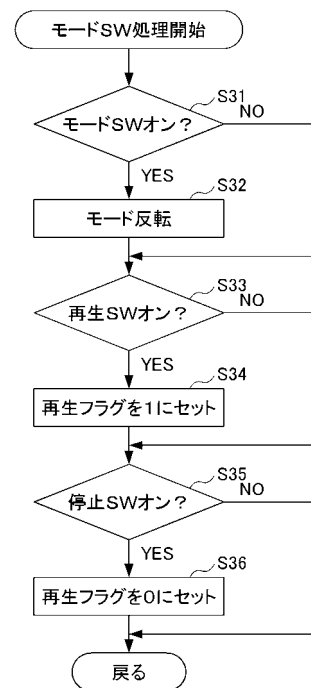 モードSW処理開始
S31
モードSWオン？
NO
YES
S32
モード反転
S33
再生SWオン？
NO
YES
S34
再生フラグを1にセット
S35
停止SWオン？
NO
YES
S36
再生フラグを0にセット
戻る